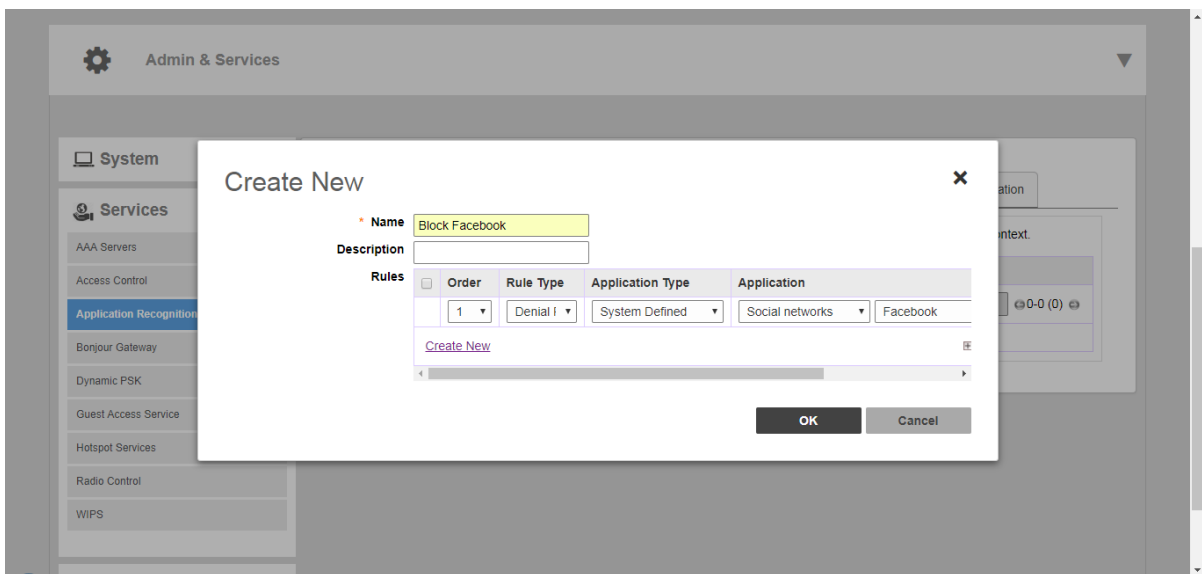 Admin & Services
System
Services
AAA Servers
Access Control
Application Recognition
Bonjour Gateway
Dynamic PSK
Guest Access Service
Hotspot Services
Radio Control
WIPS
Create New
* Name Block Facebook
Description
Rules
Order Rule Type Application Type Application
1 Denial System Defined Social networks Facebook
Create New
OK Cancel
ation
ntext.
0-0 (0)